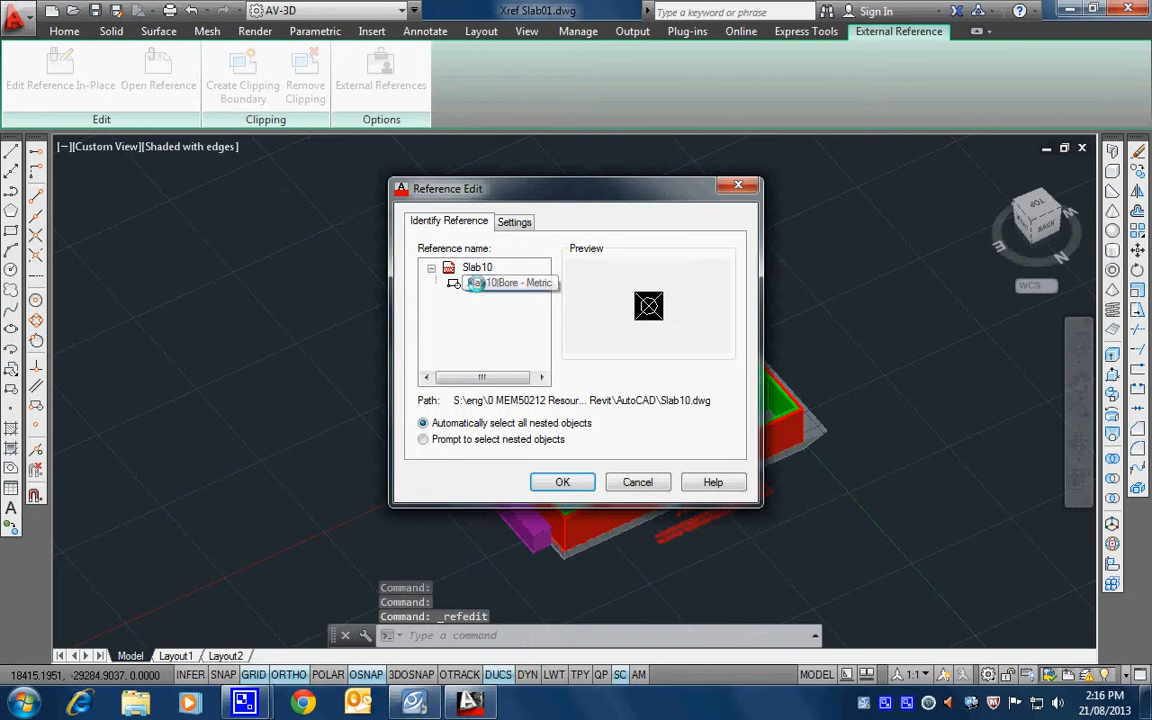 AV-3D
Xref Slab01.dwg
Type a keyword or phrase
Sign In
Home Solid Surface Mesh Render Parametric Insert Annotate Layout View Manage Output Plug-ins Online Express Tools External Reference
Edit Reference In-Place
Open Reference
Create Clipping Boundary
Remove Clipping
External References
Edit
Clipping
Options
[−][Custom View][Shaded with edges]
TOP
BACK
M
E
WCS
Reference Edit
Identify Reference
Settings
Reference name:
Preview
Slab10
10|Bore - Metric
Path: S:\eng\0 MEM50212 Resour... Revit\AutoCAD\Slab10.dwg
Automatically select all nested objects
Prompt to select nested objects
OK
Cancel
Help
Command:
Command:
Command: _refedit
Type a command
Model Layout1 Layout2
18415.1951, -29284.9037, 0.0000
INFER SNAP GRID ORTHO POLAR OSNAP 3DOSNAP OTRACK DUCS DYN LWT TPY QP SC AM
MODEL
1:1
2:16 PM
21/08/2013